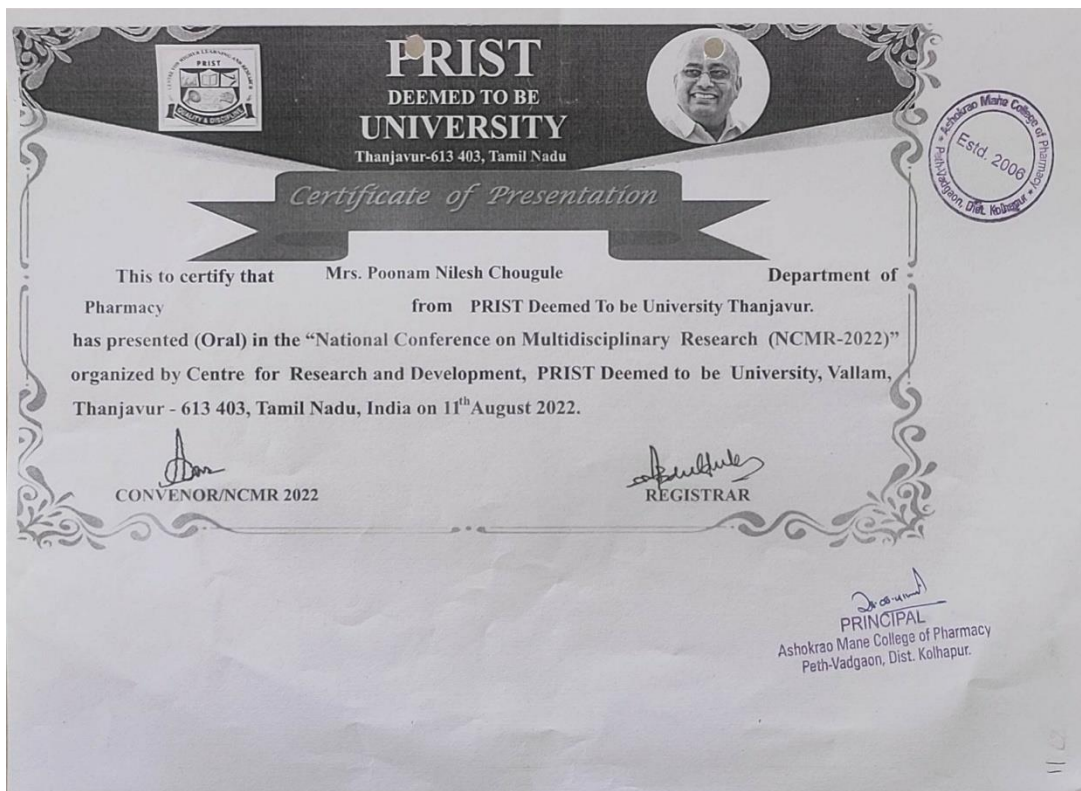 PRIST
DEEMED TO BE
UNIVERSITY
Thanjavur-613 403, Tamil Nadu
PRIST
QUALITY & DISCIPLINE
Ashokrao Mane College of Pharmacy
Peth-Vadgaon, Dist. Kolhapur
Estd. 2006
Certificate of Presentation
This to certify that Mrs. Poonam Nilesh Chougule Department of
Pharmacy from PRIST Deemed To be University Thanjavur.
has presented (Oral) in the “National Conference on Multidisciplinary Research (NCMR-2022)”
organized by Centre for Research and Development, PRIST Deemed to be University, Vallam,
Thanjavur - 613 403, Tamil Nadu, India on 11th August 2022.
CONVENOR/NCMR 2022
REGISTRAR
PRINCIPAL
Ashokrao Mane College of Pharmacy
Peth-Vadgaon, Dist. Kolhapur.